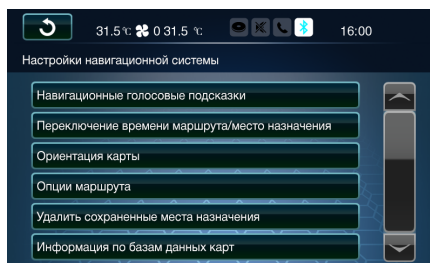 31.5℃ 0 31.5 ℃ 16:00
Настройки навигационной системы
Навигационные голосовые подсказки
Переключение времени маршрута/место назначения
Ориентация карты
Опции маршрута
Удалить сохраненные места назначения
Информация по базам данных карт